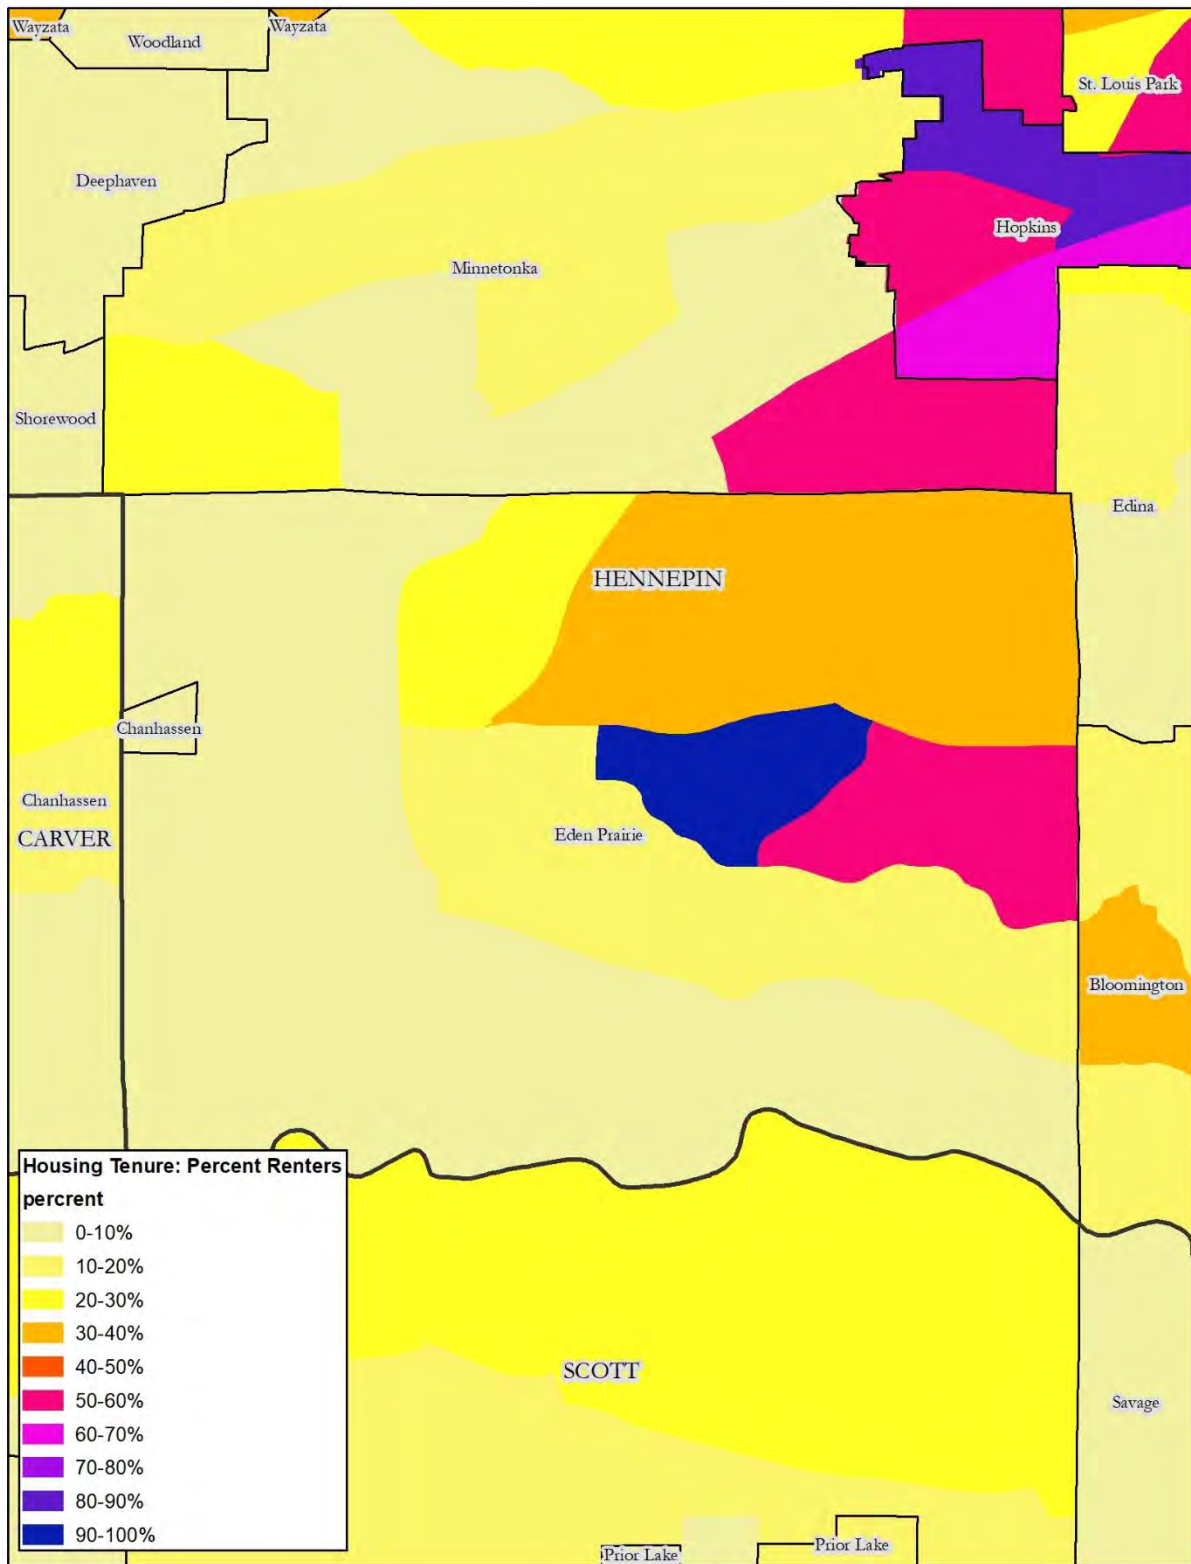 Wayzata
Woodland
Wayzata
St. Louis Park
Deephaven
Hopkins
Minnetonka
Shorewood
Edina
HENNEPIN
Chanhassen
Chanhassen
CARVER
Eden Prairie
Bloomington
Housing Tenure: Percent Renters
percrent
0-10%
10-20%
20-30%
30-40%
40-50%
50-60%
60-70%
70-80%
80-90%
90-100%
SCOTT
Savage
Prior Lake
Prior Lake